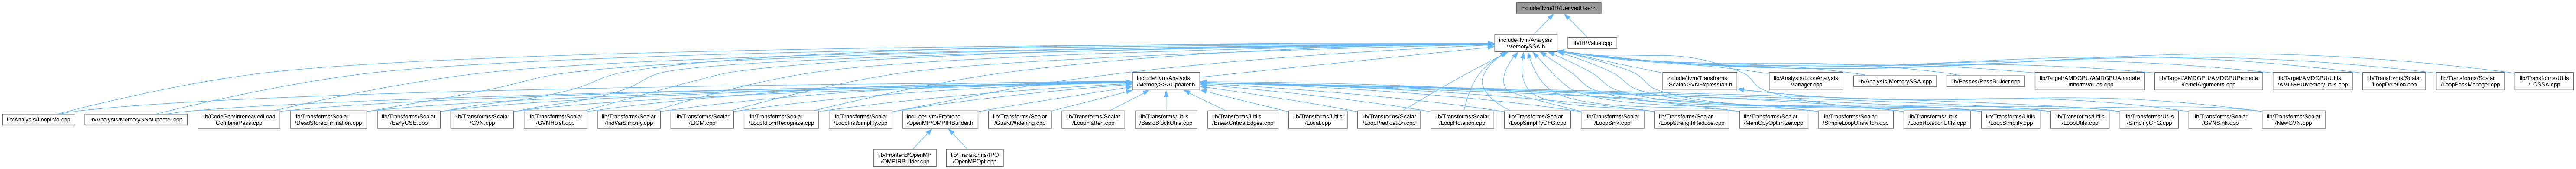 include/llvm/IR/DerivedUser.h
include/llvm/Analysis
/MemorySSA.h
lib/IR/Value.cpp
include/llvm/Analysis
/MemorySSAUpdater.h
include/llvm/Transforms
/Scalar/GVNExpression.h
lib/Analysis/LoopAnalysis
Manager.cpp
lib/Analysis/MemorySSA.cpp
lib/Passes/PassBuilder.cpp
lib/Target/AMDGPU/AMDGPUAnnotate
UniformValues.cpp
lib/Target/AMDGPU/AMDGPUPromote
KernelArguments.cpp
lib/Target/AMDGPU/Utils
/AMDGPUMemoryUtils.cpp
lib/Transforms/Scalar
/LoopDeletion.cpp
lib/Transforms/Scalar
/LoopPassManager.cpp
lib/Transforms/Utils
/LCSSA.cpp
lib/Analysis/LoopInfo.cpp
lib/Analysis/MemorySSAUpdater.cpp
lib/CodeGen/InterleavedLoad
CombinePass.cpp
lib/Transforms/Scalar
/DeadStoreElimination.cpp
lib/Transforms/Scalar
/EarlyCSE.cpp
lib/Transforms/Scalar
/GVN.cpp
lib/Transforms/Scalar
/GVNHoist.cpp
lib/Transforms/Scalar
/IndVarSimplify.cpp
lib/Transforms/Scalar
/LICM.cpp
lib/Transforms/Scalar
/LoopIdiomRecognize.cpp
lib/Transforms/Scalar
/LoopInstSimplify.cpp
include/llvm/Frontend
/OpenMP/OMPIRBuilder.h
lib/Transforms/Scalar
/GuardWidening.cpp
lib/Transforms/Scalar
/LoopFlatten.cpp
lib/Transforms/Utils
/BasicBlockUtils.cpp
lib/Transforms/Utils
/BreakCriticalEdges.cpp
lib/Transforms/Utils
/Local.cpp
lib/Transforms/Scalar
/LoopPredication.cpp
lib/Transforms/Scalar
/LoopRotation.cpp
lib/Transforms/Scalar
/LoopSimplifyCFG.cpp
lib/Transforms/Scalar
/LoopSink.cpp
lib/Transforms/Scalar
/LoopStrengthReduce.cpp
lib/Transforms/Scalar
/MemCpyOptimizer.cpp
lib/Transforms/Scalar
/SimpleLoopUnswitch.cpp
lib/Transforms/Utils
/LoopRotationUtils.cpp
lib/Transforms/Utils
/LoopSimplify.cpp
lib/Transforms/Utils
/LoopUtils.cpp
lib/Transforms/Utils
/SimplifyCFG.cpp
lib/Transforms/Scalar
/GVNSink.cpp
lib/Transforms/Scalar
/NewGVN.cpp
lib/Frontend/OpenMP
/OMPIRBuilder.cpp
lib/Transforms/IPO
/OpenMPOpt.cpp